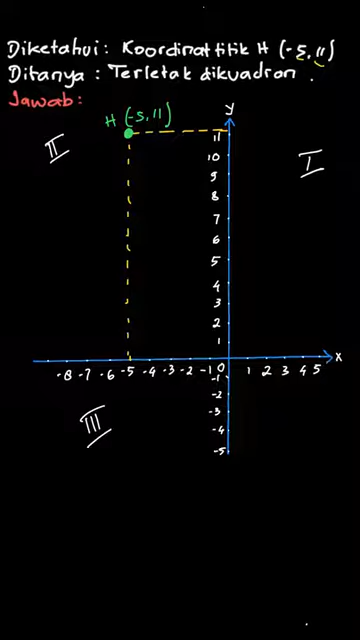 Diketahui : Koordinat titik H (-5, 11)
Ditanya : Terletak dikuadron .
Jawab :
y
H (-5, 11)
11
II
10
I
9
8
7
6
5
4
3
2
1
x
-8 -7 -6 -5 -4 -3 -2 -1 0 1 2 3 4 5
-1
-2
-3
III
-4
-5